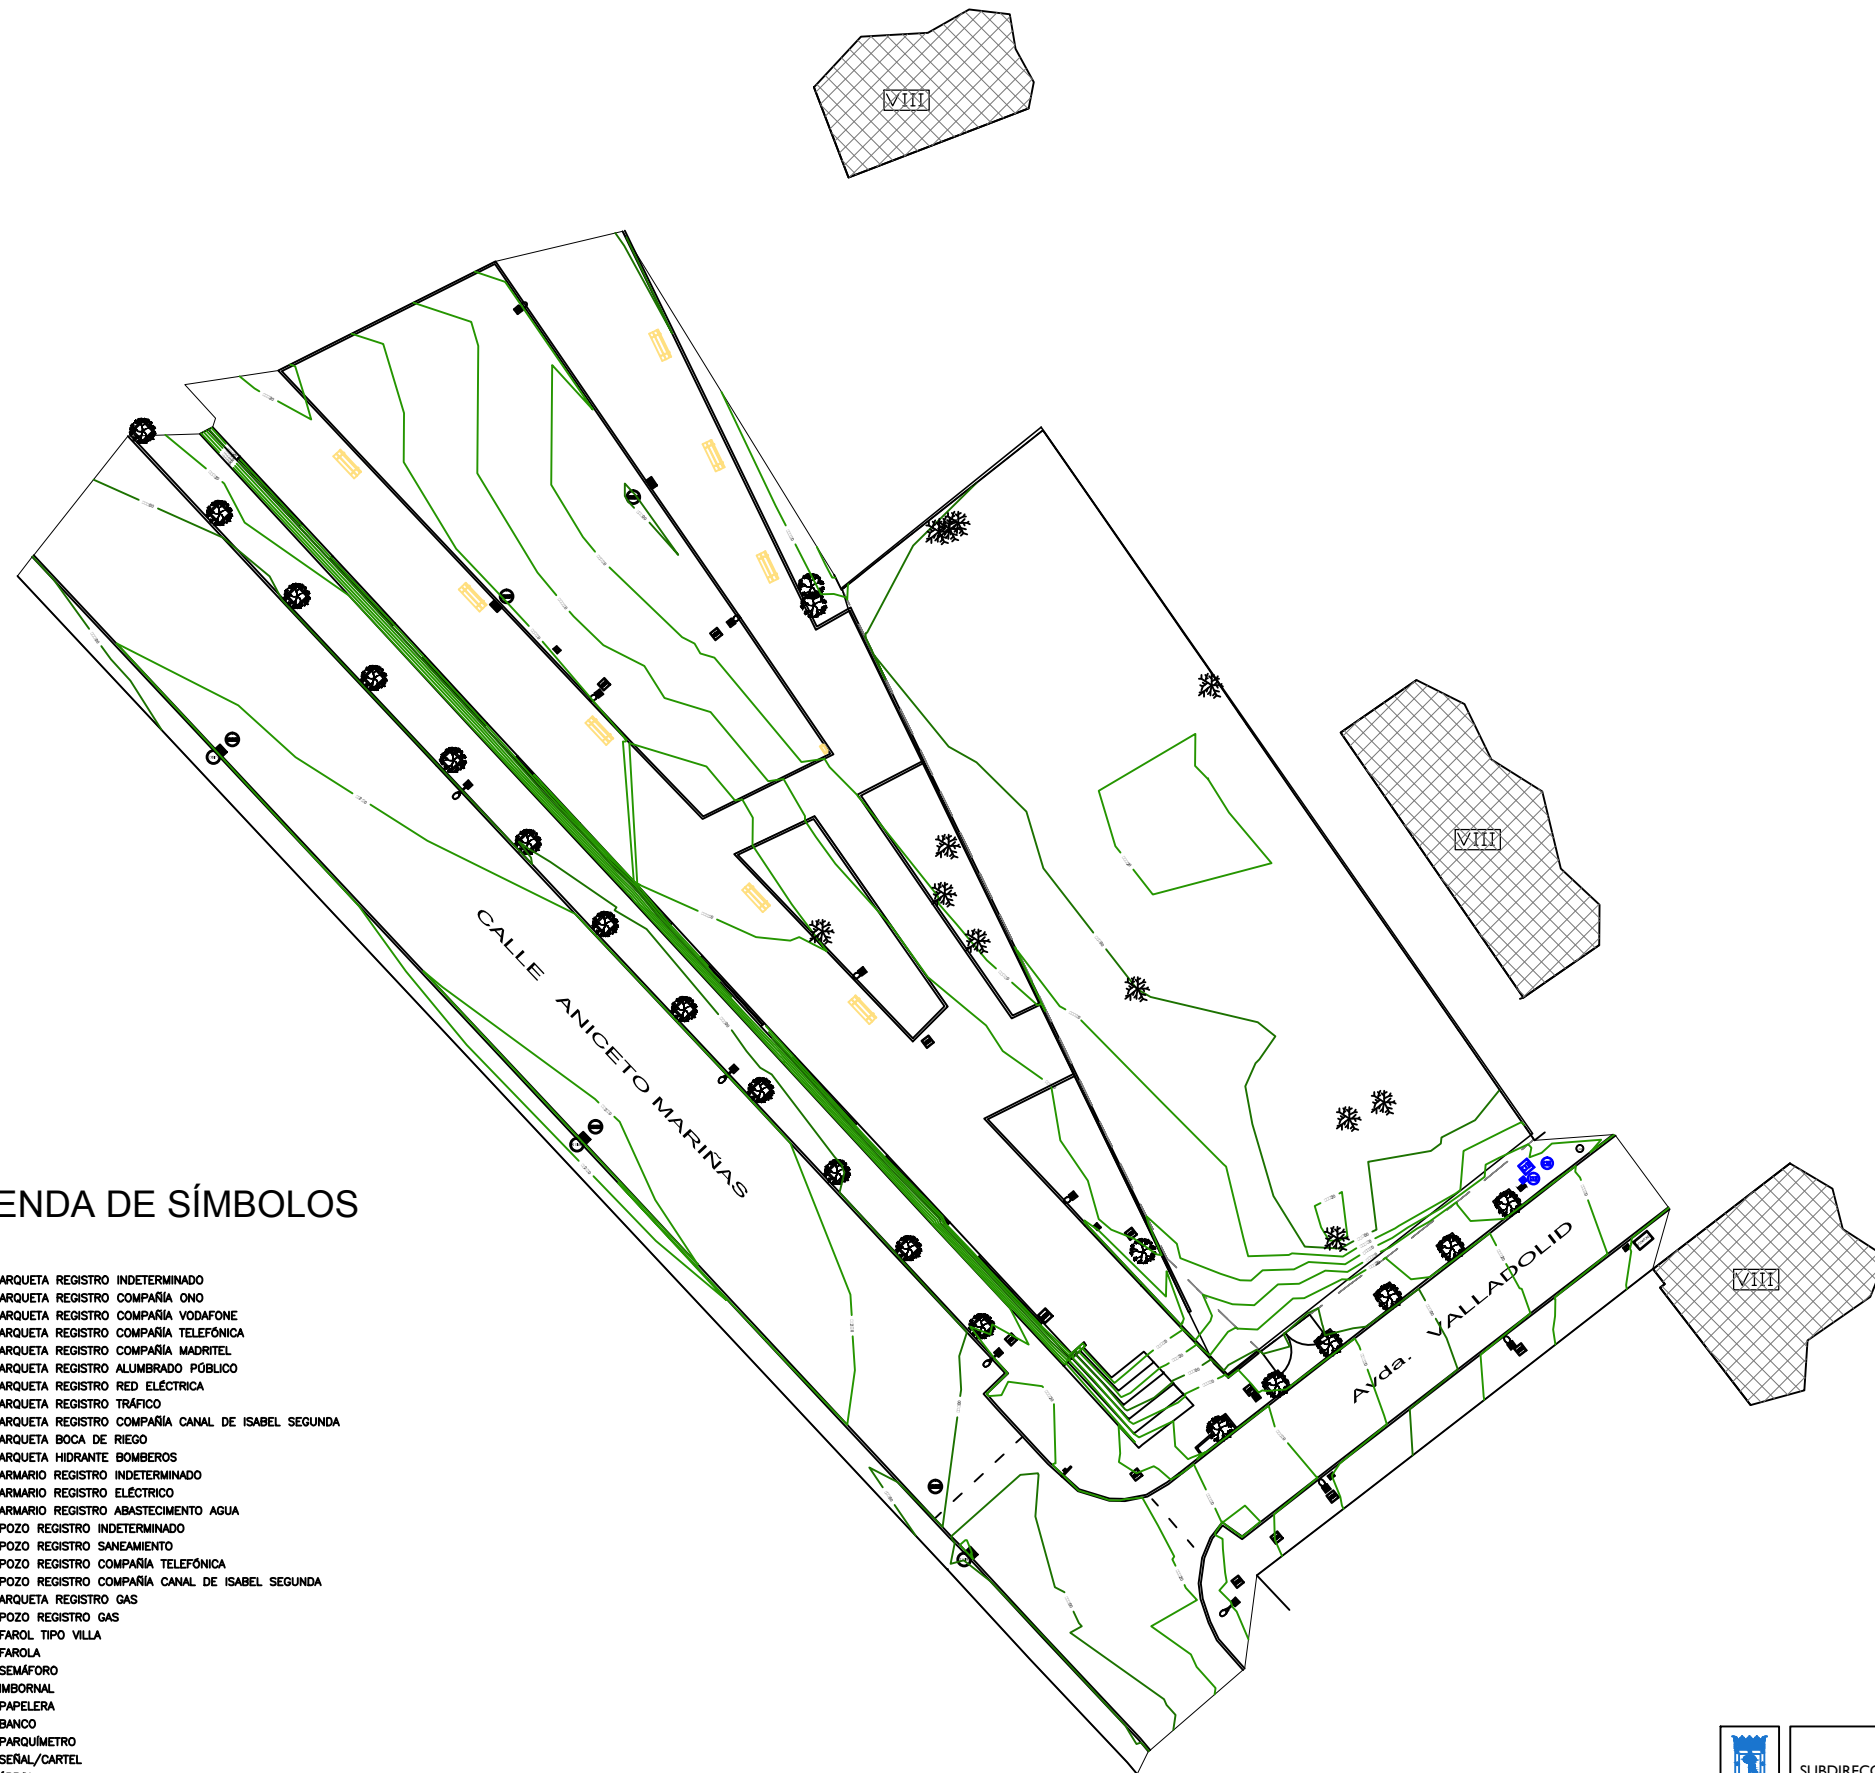 VIII
VIII
VIII
CALLE ANICETO MARIÑAS
Avda. VALLADOLID
ENDA DE SÍMBOLOS
ARQUETA REGISTRO INDETERMINADO
ARQUETA REGISTRO COMPAÑÍA ONO
ARQUETA REGISTRO COMPAÑÍA VODAFONE
ARQUETA REGISTRO COMPAÑÍA TELEFÓNICA
ARQUETA REGISTRO COMPAÑÍA MADRITEL
ARQUETA REGISTRO ALUMBRADO PÚBLICO
ARQUETA REGISTRO RED ELÉCTRICA
ARQUETA REGISTRO TRÁFICO
ARQUETA REGISTRO COMPAÑÍA CANAL DE ISABEL SEGUNDA
ARQUETA BOCA DE RIEGO
ARQUETA HIDRANTE BOMBEROS
ARMARIO REGISTRO INDETERMINADO
ARMARIO REGISTRO ELÉCTRICO
ARMARIO REGISTRO ABASTECIMENTO AGUA
POZO REGISTRO INDETERMINADO
POZO REGISTRO SANEAMIENTO
POZO REGISTRO COMPAÑÍA TELEFÓNICA
POZO REGISTRO COMPAÑÍA CANAL DE ISABEL SEGUNDA
ARQUETA REGISTRO GAS
POZO REGISTRO GAS
FAROL TIPO VILLA
FAROLA
SEMÁFORO
IMBORNAL
PAPELERA
BANCO
PARQUÍMETRO
SEÑAL/CARTEL
SUBDIREC